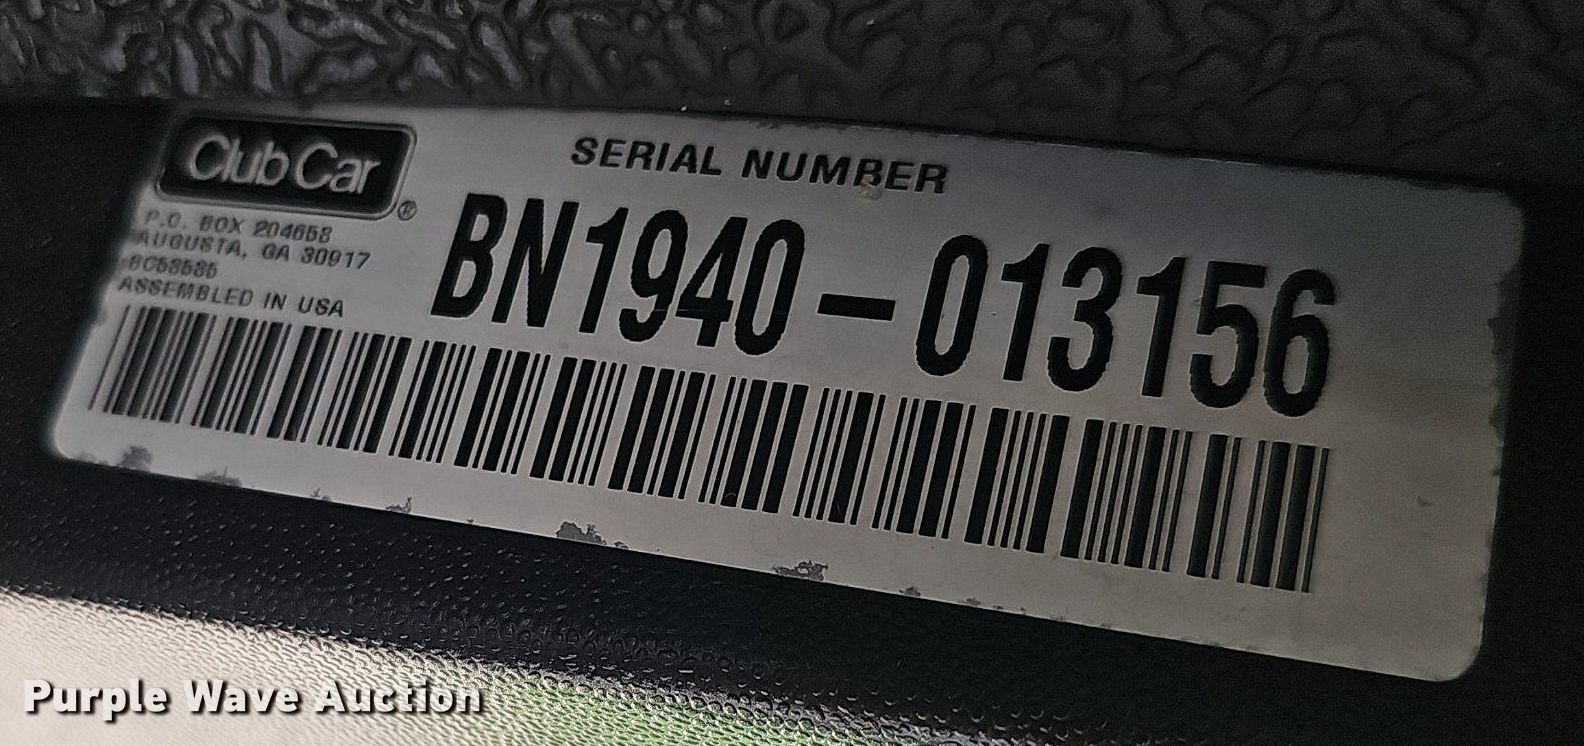 Club Car
®
SERIAL NUMBER
P.O. BOX 204658
AUGUSTA, GA 30917
BN1940-013156
ASSEMBLED IN USA
Purple Wave Auction